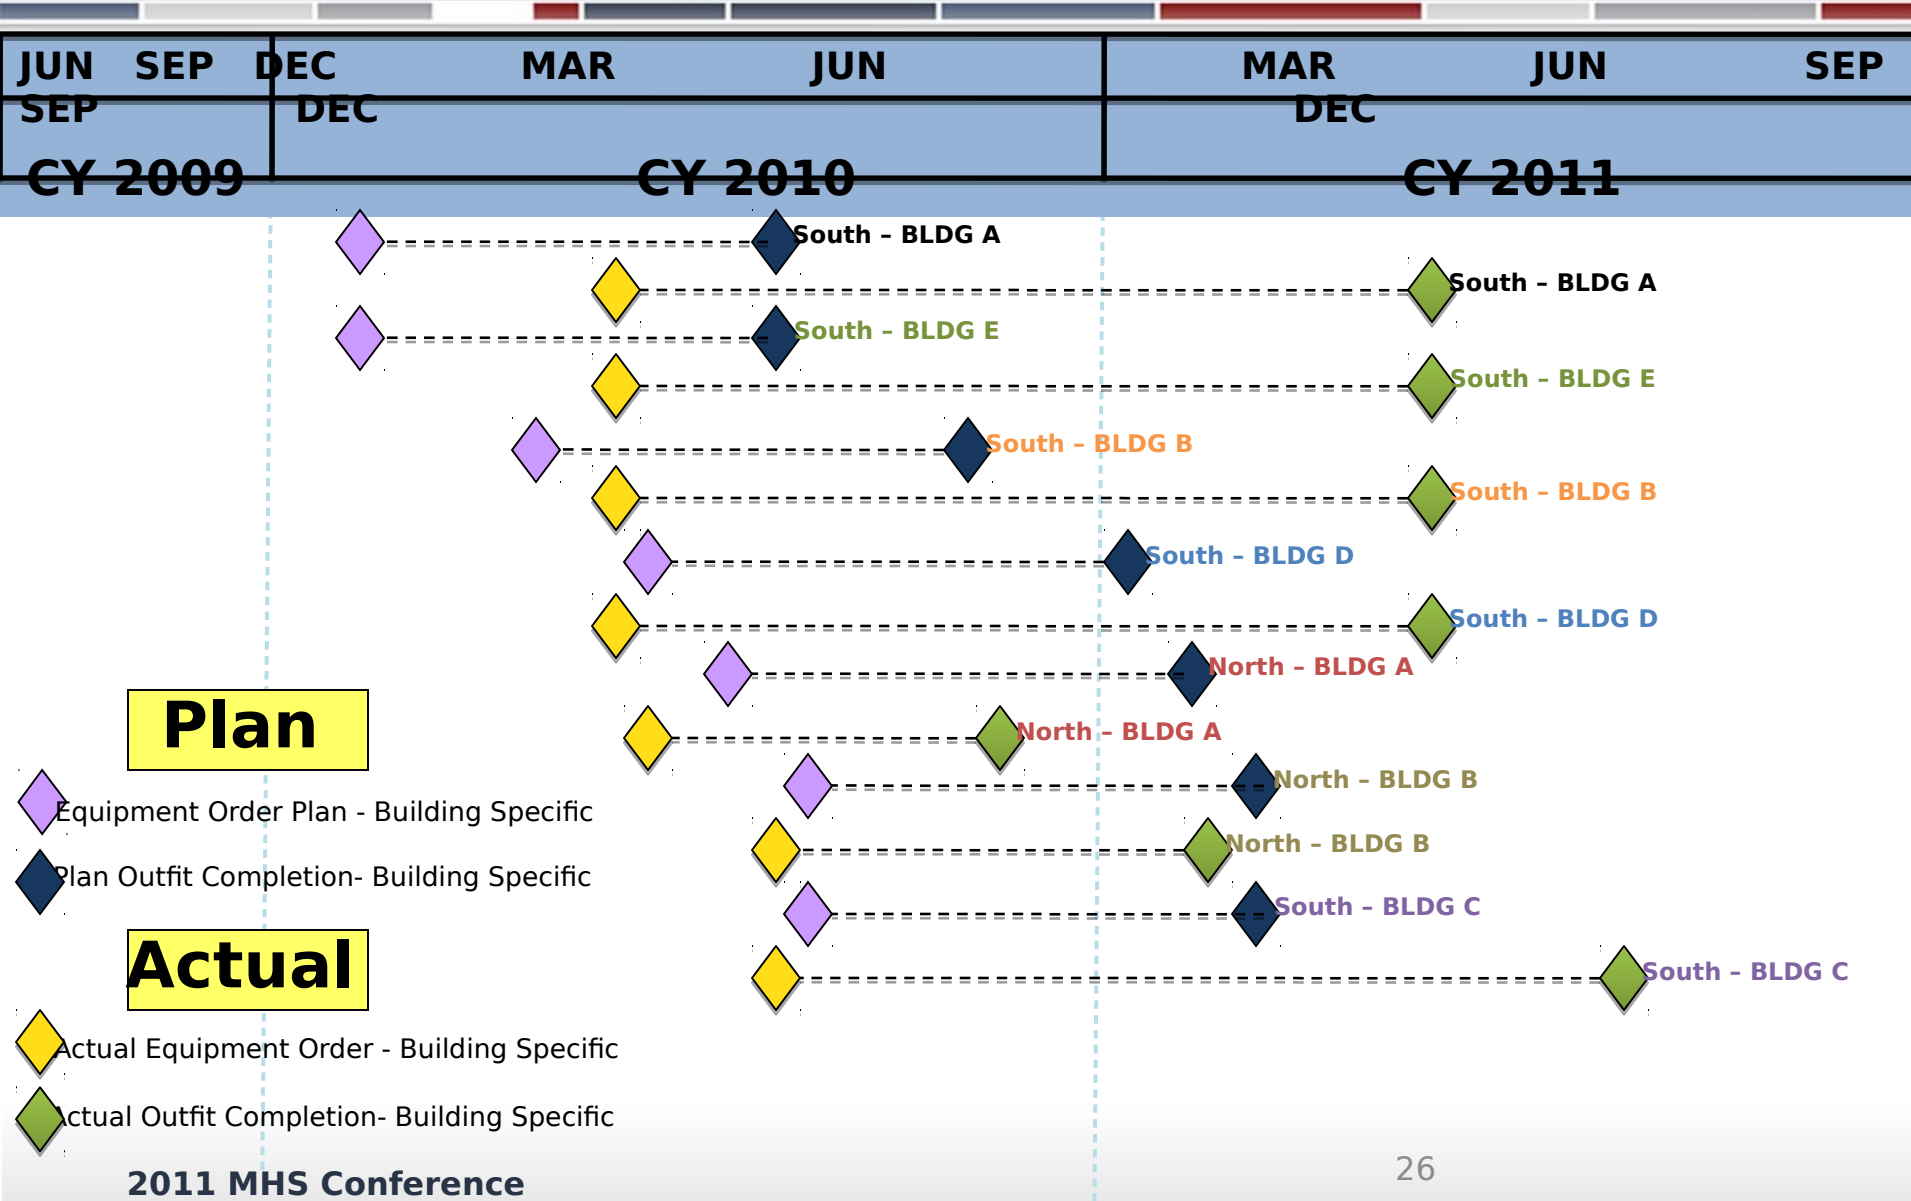 JUN SEP DEC MAR JUN MAR JUN SEP
SEP DEC DEC
CY 2009 CY 2010 CY 2011
South – BLDG A
South – BLDG A
South – BLDG E
South – BLDG E
South – BLDG B
South – BLDG B
South – BLDG D
South – BLDG D
North – BLDG A
North – BLDG A
North – BLDG B
North – BLDG B
South – BLDG C
South – BLDG C
Plan
Equipment Order Plan - Building Specific
Plan Outfit Completion- Building Specific
Actual
Actual Equipment Order - Building Specific
Actual Outfit Completion- Building Specific
2011 MHS Conference
26